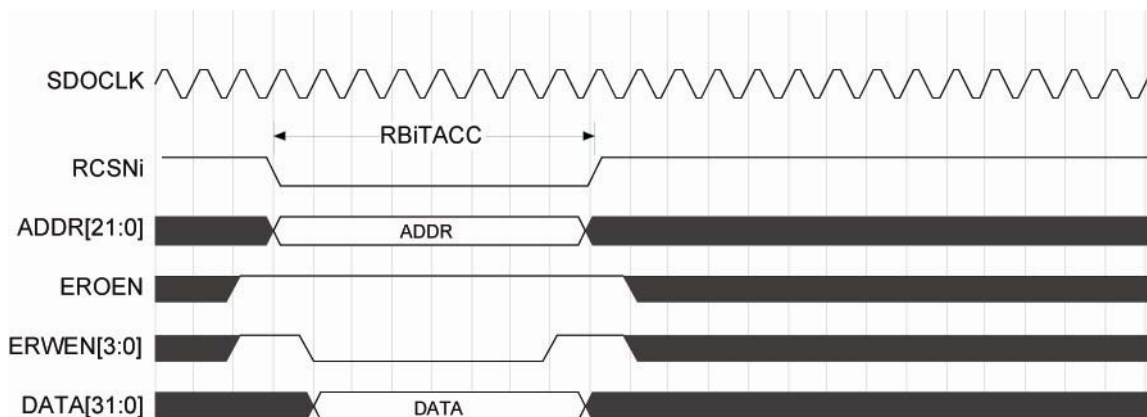 SDOCLK
RBiTACC
RCSNi
ADDR[21:0]
ADDR
EROEN
ERWEN[3:0]
DATA[31:0]
DATA